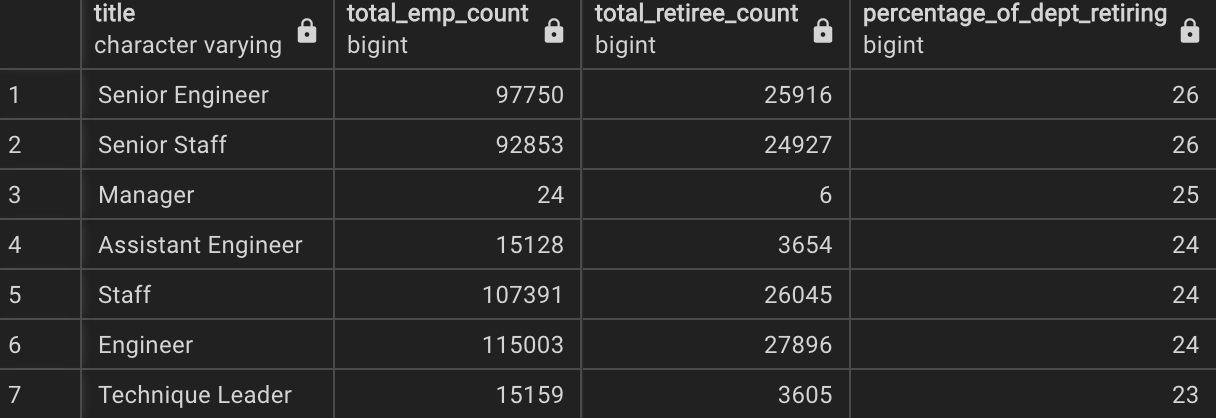 title total_emp_count total_retiree_count percentage_of_dept_retiring
character varying bigint bigint bigint
1 Senior Engineer 97750 25916 26
2 Senior Staff 92853 24927 26
3 Manager 24 6 25
4 Assistant Engineer 15128 3654 24
5 Staff 107391 26045 24
6 Engineer 115003 27896 24
7 Technique Leader 15159 3605 23